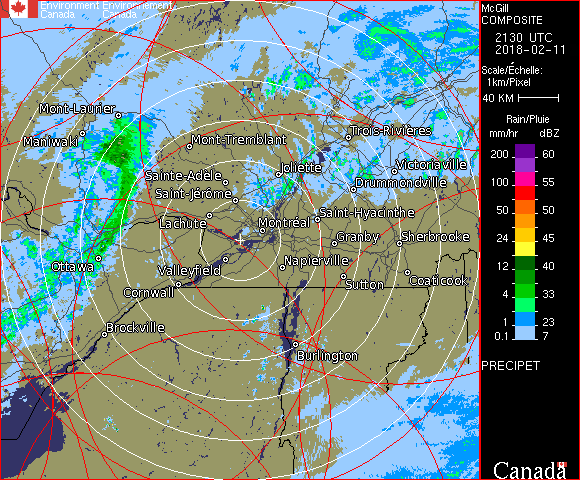 Environment Environnement
Canada Canada
McGill
COMPOSITE
2130 UTC
2018-02-11
Scale/Échelle:
1km/Pixel
40 KM
Rain/Pluie
mm/hr dBZ
200 60
100 55
50 50
24 45
12 40
4 33
1 23
0.1 7
PRECIPET
Canada
Mont-Laurier
Maniwaki
Mont-Tremblant
Trois-Rivières
Sainte-Adèle
Joliette
Victoriaville
Saint-Jérôme
Drummondville
Lachute
Montréal
Saint-Hyacinthe
Granby
Sherbrooke
Ottawa
Valleyfield
Napierville
Cornwall
Sutton
Coaticook
Brockville
Burlington